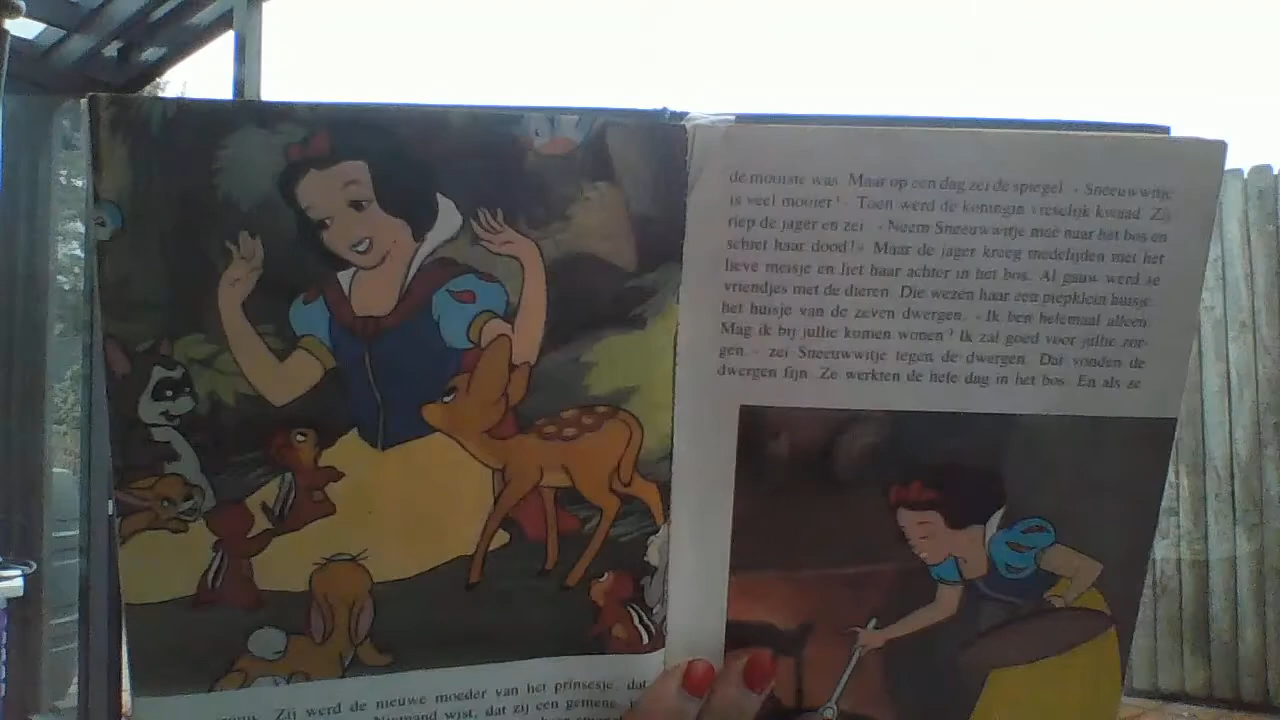 Zij werd de nieuwe moeder van het prinsesje, dat
Niemand wist, dat zij een gemene
de mooiste was. Maar op een dag zei de spiegel - Sneeuwwitje
is veel mooier! - Toen werd de koningin vreselijk kwaad. Zij
riep de jager en zei - «Neem Sneeuwwitje mee naar het bos en
schiet haar dood!» Maar de jager kreeg medelijden met het
lieve meisje en liet haar achter in het bos. Al gauw werd ze
vriendjes met de dieren. Die wezen haar een piepklein huisje:
het huisje van de zeven dwergen. - Ik ben helemaal alleen.
Mag ik bij jullie komen wonen? Ik zal goed voor jullie zor-
gen, - zei Sneeuwwitje tegen de dwergen. Dat vonden de
dwergen fijn. Ze werkten de hele dag in het bos. En als ze